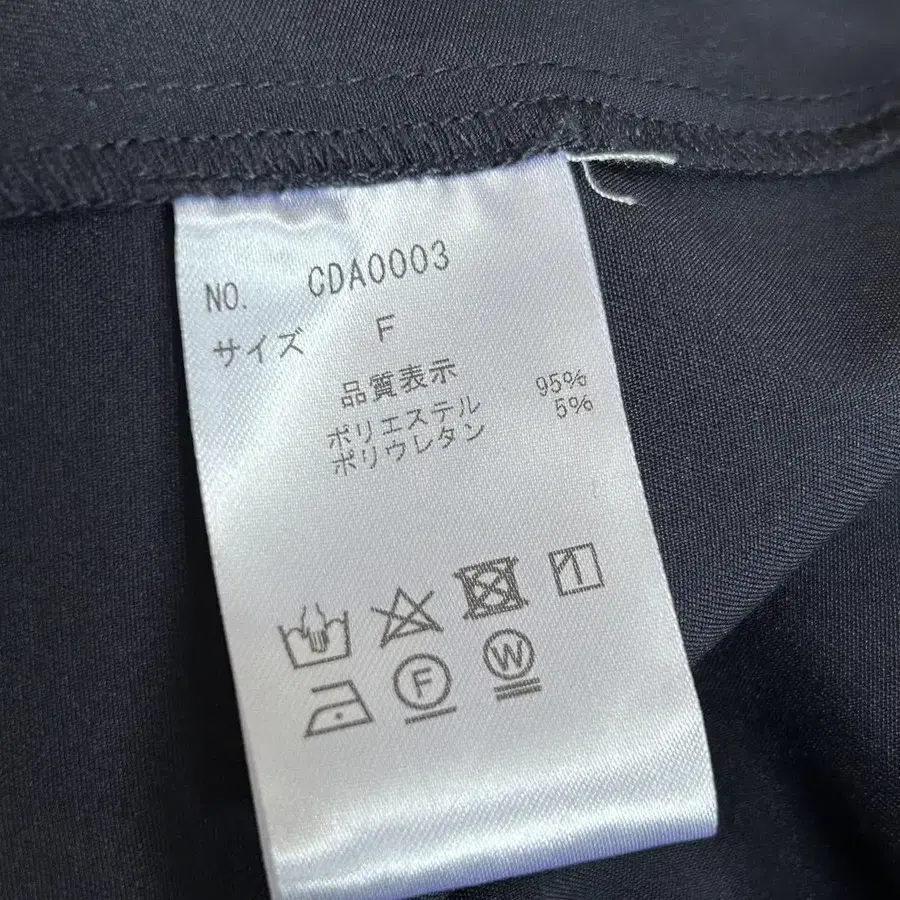 NO. CDA0003
サイズ F
品質表示
ポリエステル 95%
ポリウレタン 5%
F W